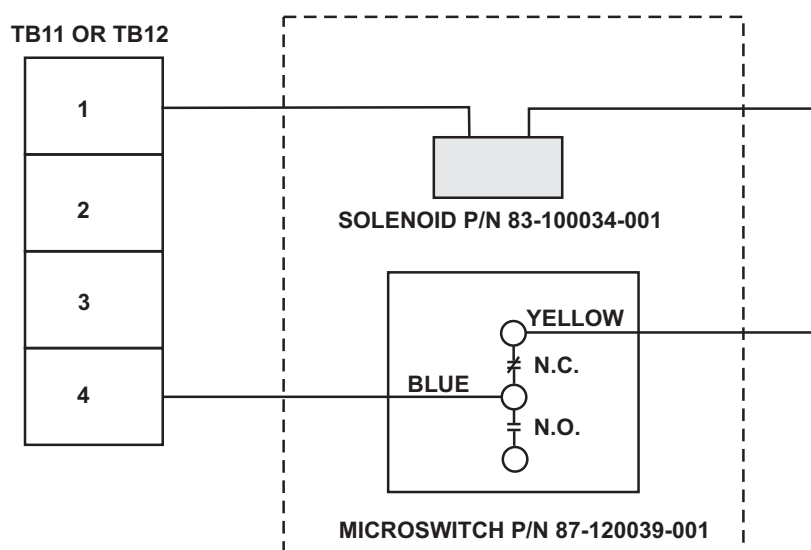 TB11 OR TB12
1
2
3
4
SOLENOID P/N 83-100034-001
YELLOW
N.C.
BLUE
N.O.
MICROSWITCH P/N 87-120039-001